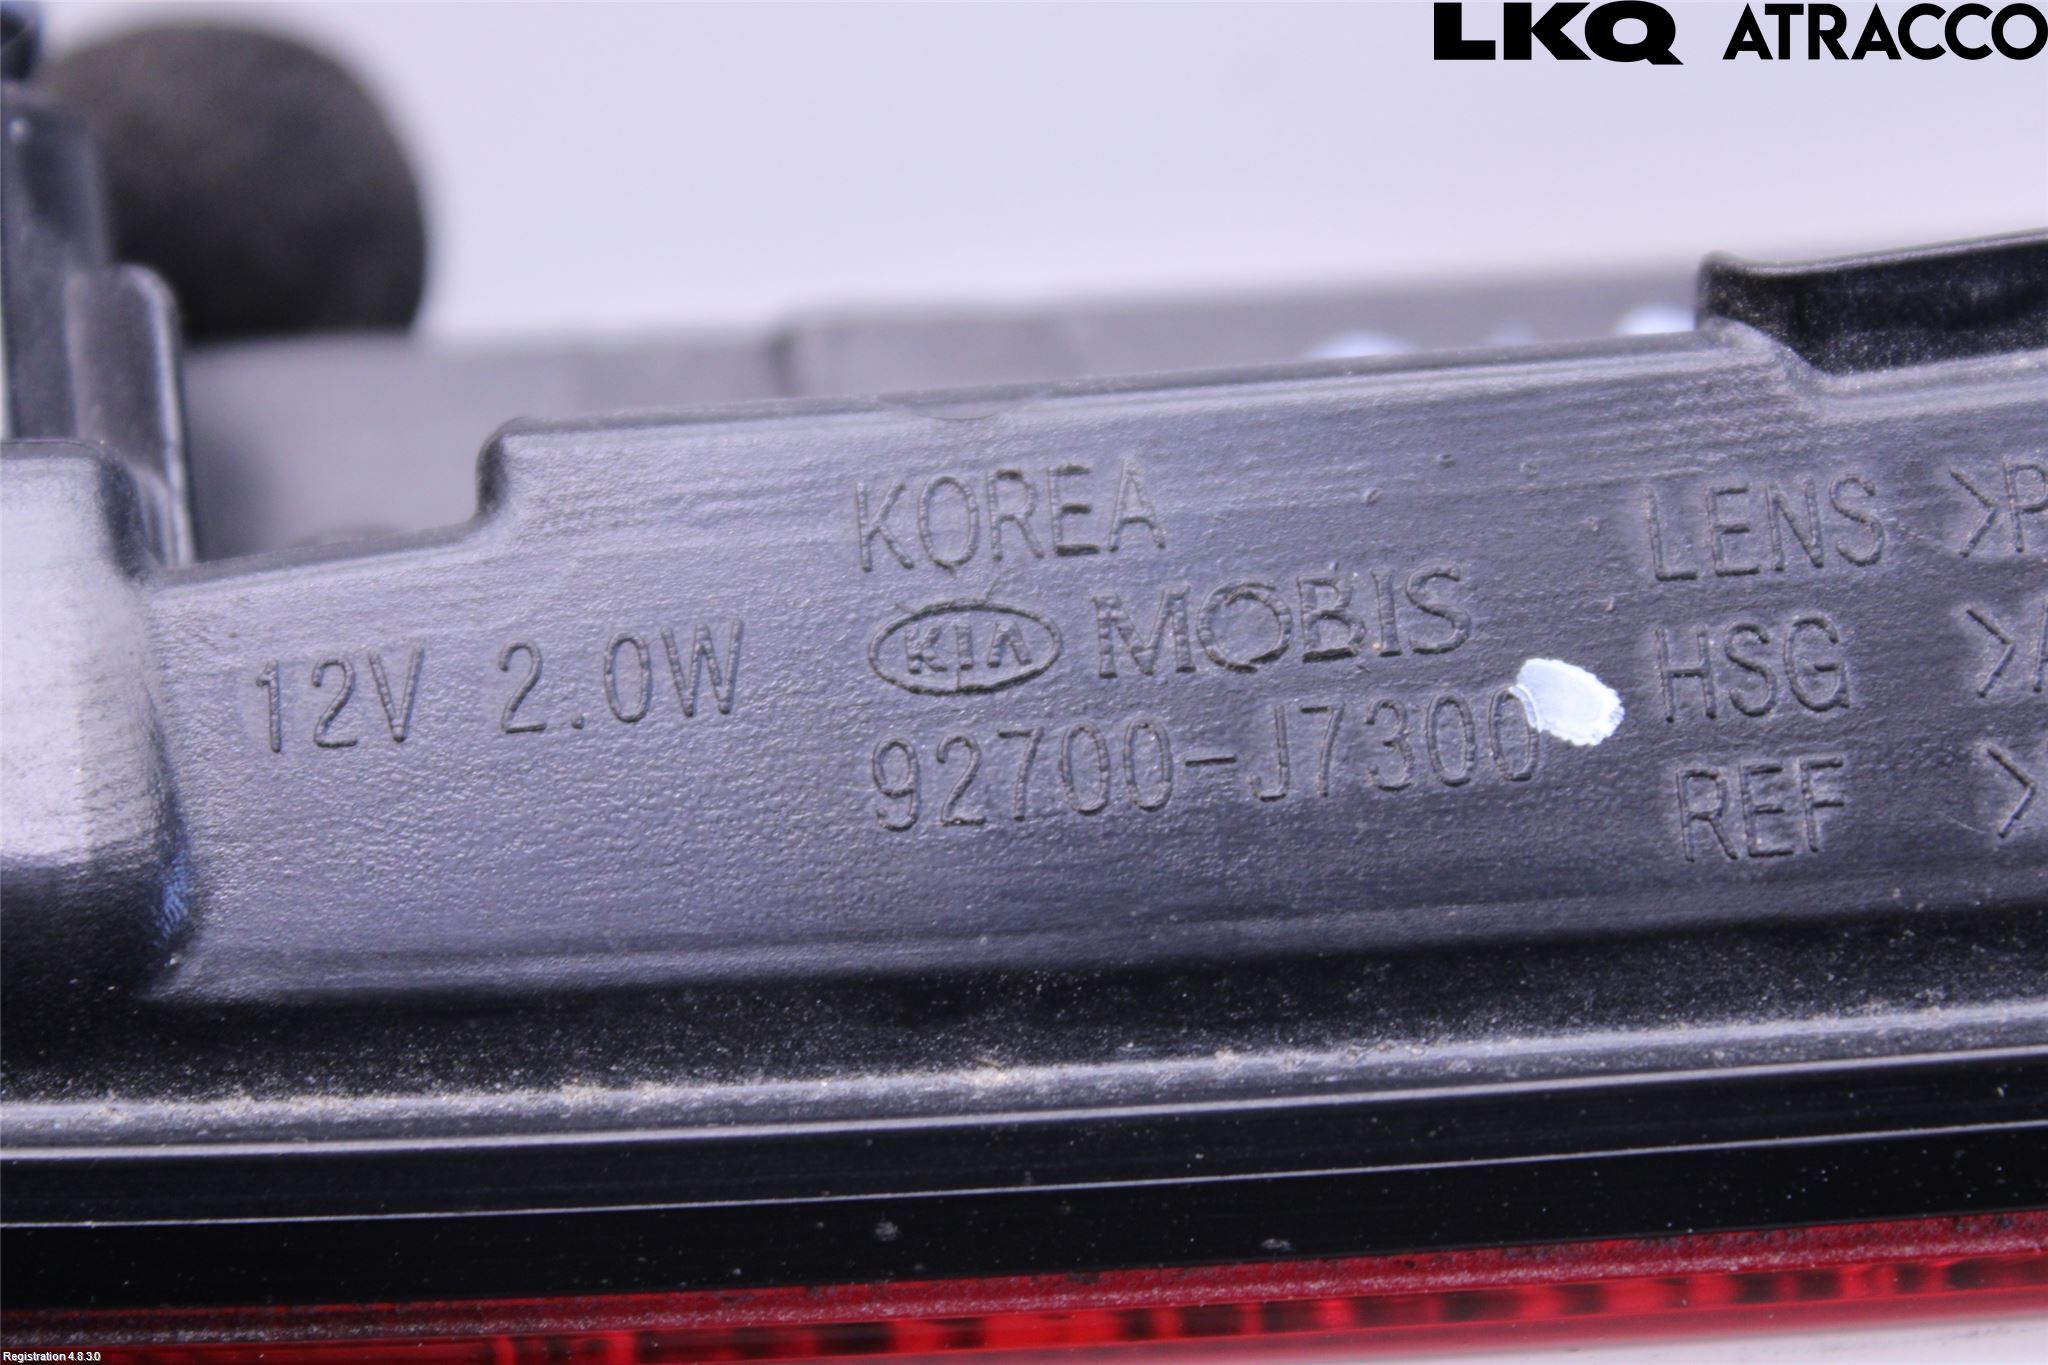 LKQ ATRACCO
KOREA
KIA MOBIS
12V 2.0W
92700-J7300
LENS >P
HSG >
REF >
Registration 4.8.3.0